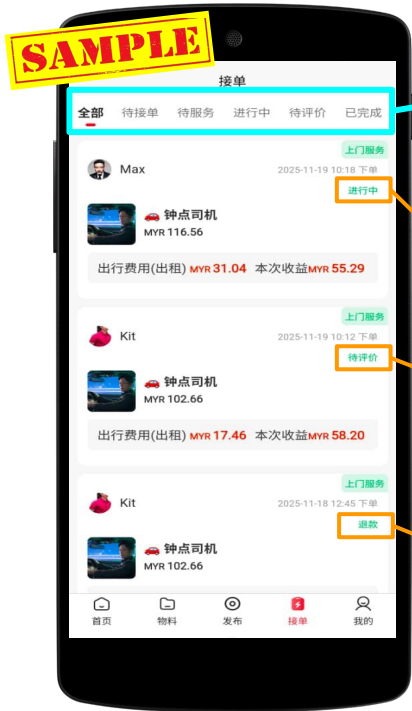 SAMPLE
接单
全部 待接单 待服务 进行中 待评价 已完成
上门服务
Max 2025-11-19 10:18 下单
进行中
钟点司机
MYR 116.56
出行费用(出租) MYR 31.04 本次收益MYR 55.29
上门服务
Kit 2025-11-19 10:12 下单
待评价
钟点司机
MYR 102.66
出行费用(出租) MYR 17.46 本次收益MYR 58.20
上门服务
Kit 2025-11-18 12:45 下单
退款
钟点司机
MYR 102.66
首页 物料 发布 接单 我的